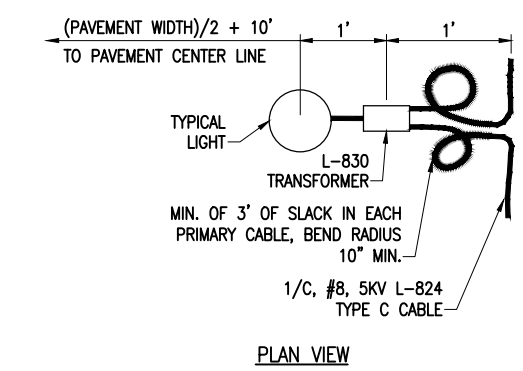 (PAVEMENT WIDTH)/2 + 10'
TO PAVEMENT CENTER LINE
1'
1'
TYPICAL
LIGHT
L-830
TRANSFORMER
MIN. OF 3' OF SLACK IN EACH
PRIMARY CABLE, BEND RADIUS
10" MIN.
1/C, #8, 5KV L-824
TYPE C CABLE
PLAN VIEW